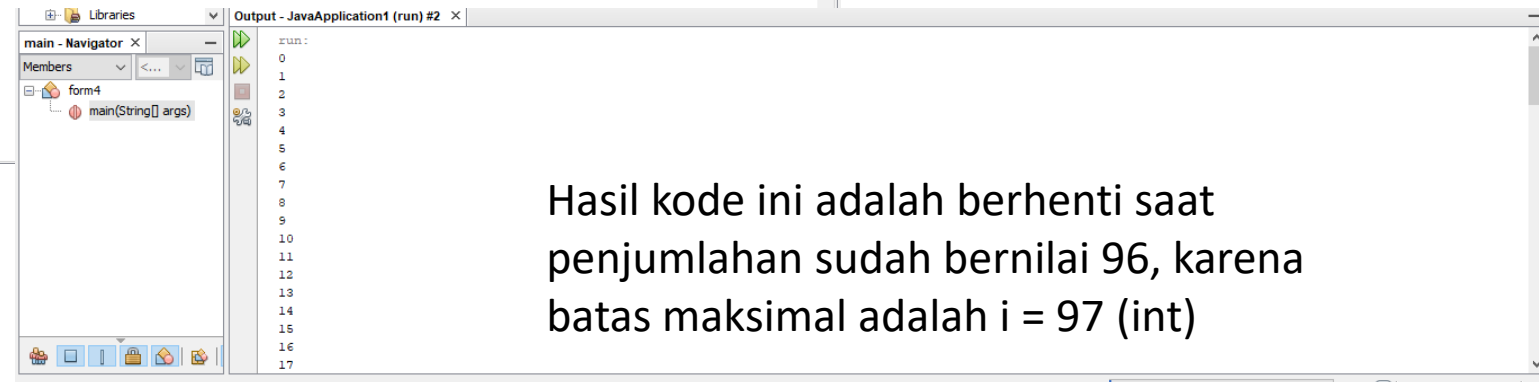 Libraries
Output - JavaApplication1 (run) #2 ×
main - Navigator ×
Members
<...
form4
main(String[] args)
run:
0
1
2
3
4
5
6
7
8
9
10
11
12
13
14
15
16
17
Hasil kode ini adalah berhenti saat
penjumlahan sudah bernilai 96, karena
batas maksimal adalah i = 97 (int)